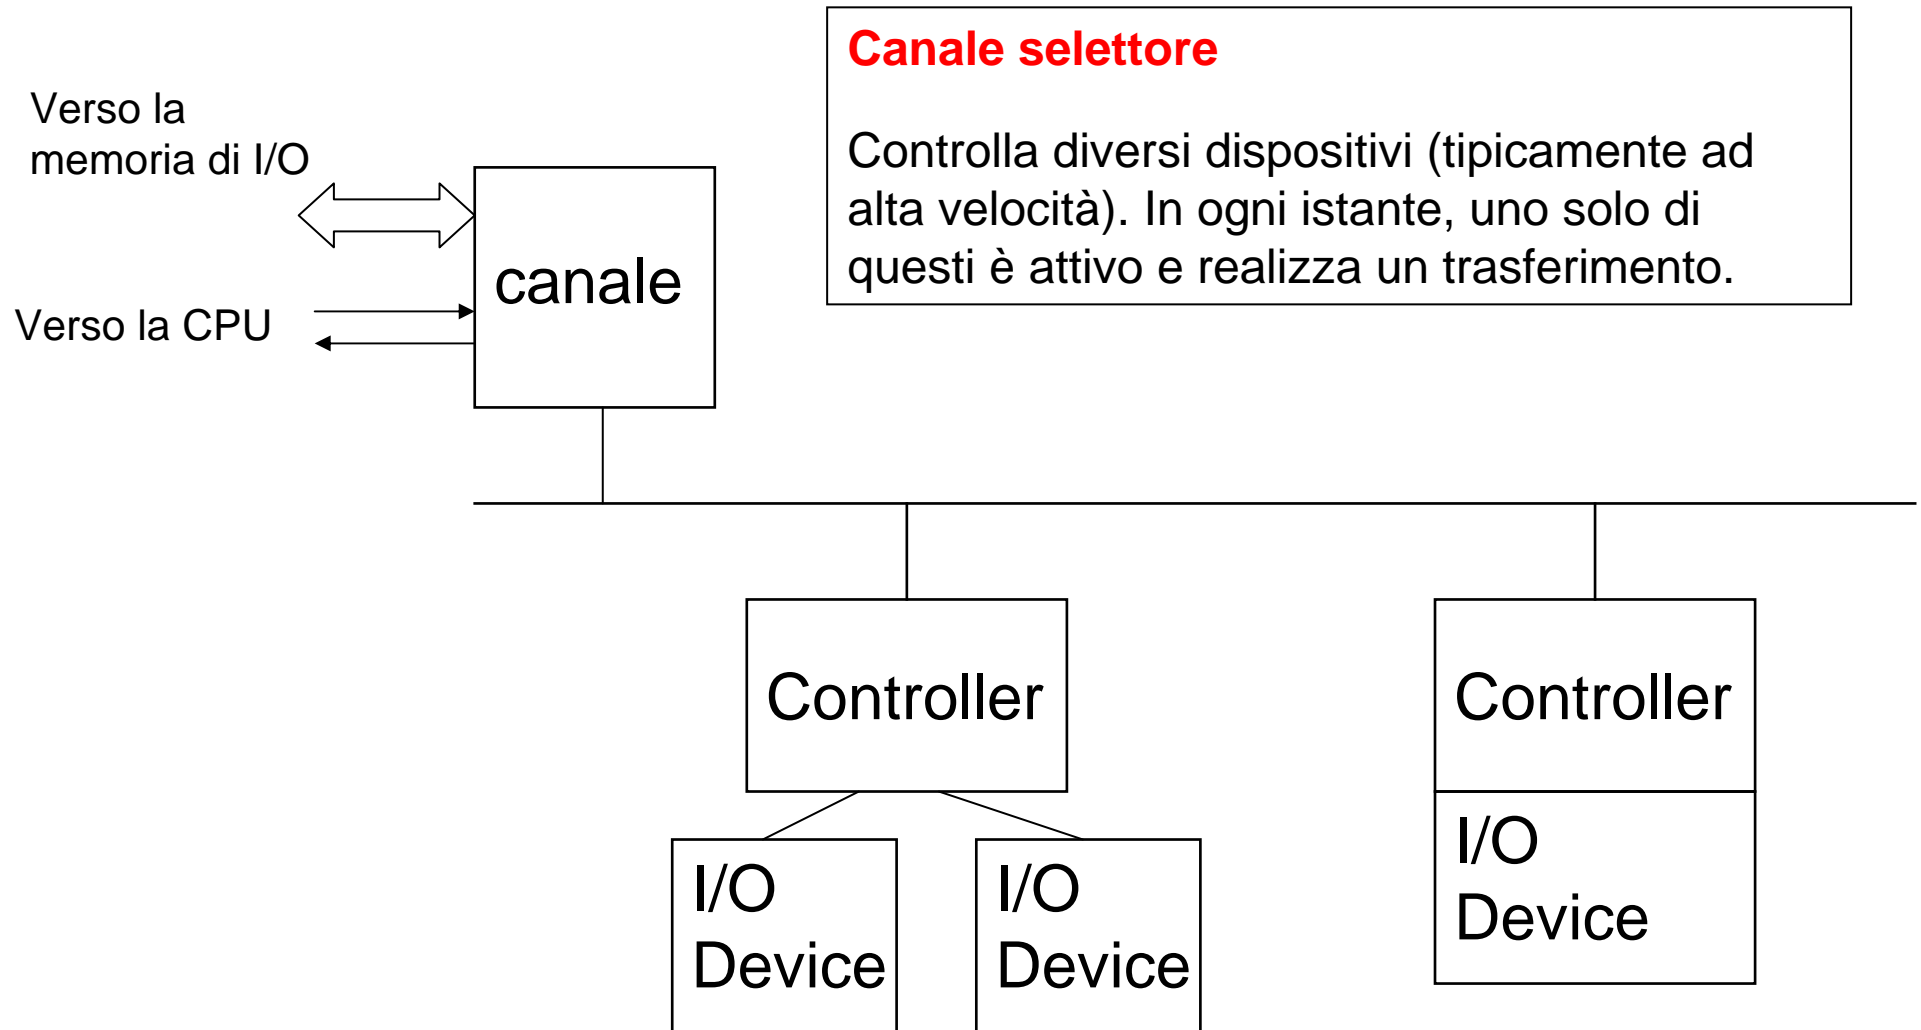 Canale selettore
Controlla diversi dispositivi (tipicamente ad
alta velocità). In ogni istante, uno solo di
questi è attivo e realizza un trasferimento.
Verso la
memoria di I/O
canale
Verso la CPU
Controller
Controller
I/O
Device
I/O
Device
I/O
Device